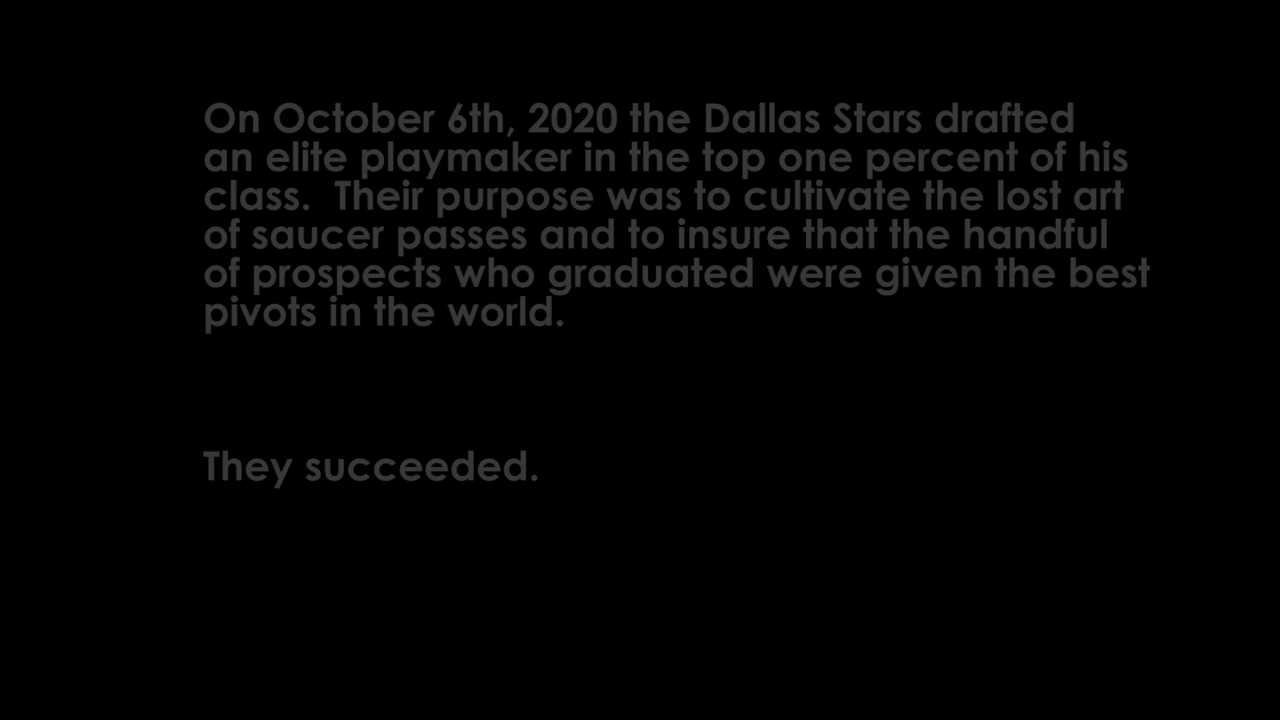 On October 6th, 2020 the Dallas Stars drafted
an elite playmaker in the top one percent of his
class.  Their purpose was to cultivate the lost art
of saucer passes and to insure that the handful
of prospects who graduated were given the best
pivots in the world.
They succeeded.